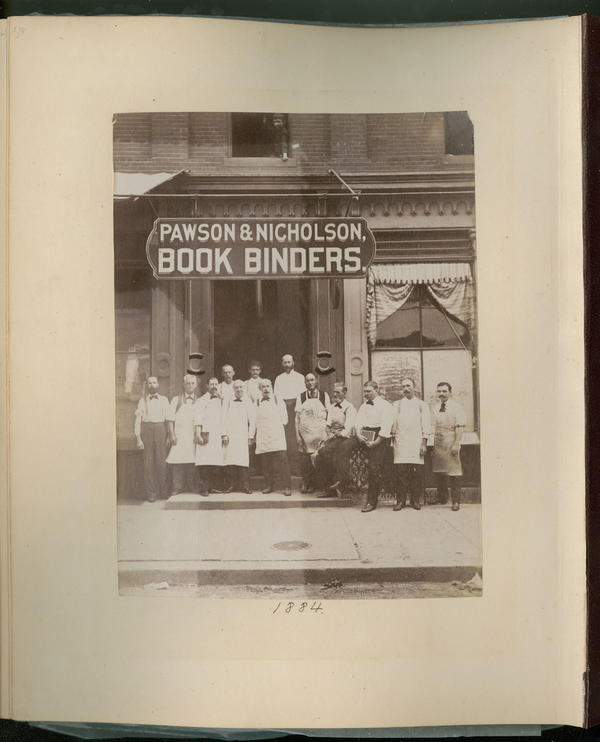 PAWSON & NICHOLSON,
BOOK BINDERS.
1884.